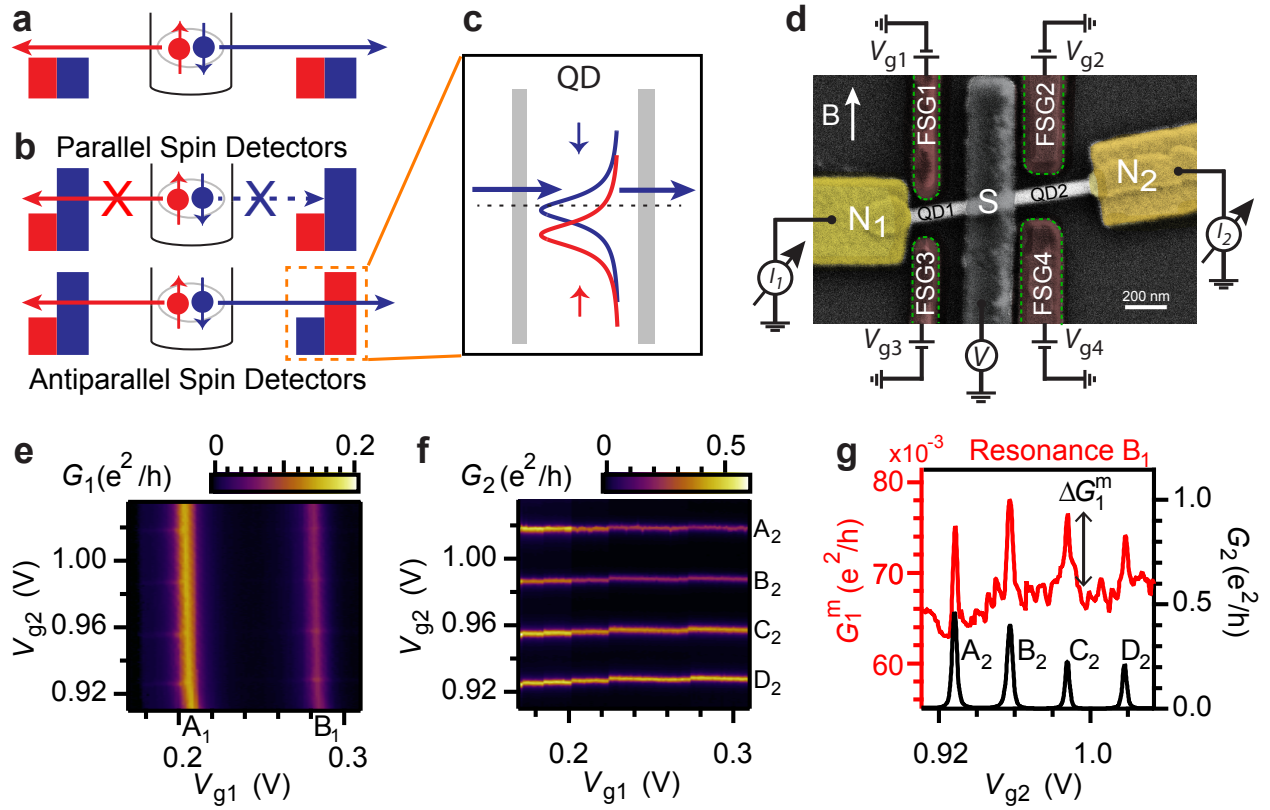 a
b
Parallel Spin Detectors
X
X
Antiparallel Spin Detectors
c
QD
d
Vg1
Vg2
B
FSG1
FSG2
N1
QD1
S
QD2
N2
I1
I2
FSG3
FSG4
200 nm
Vg3
V
Vg4
e
0
0.2
G1(e²/h)
Vg2 (V)
1.00
0.96
0.92
A1
B1
0.2
0.3
Vg1 (V)
f
0
0.5
G2(e²/h)
Vg2 (V)
1.00
0.96
0.92
A2
B2
C2
D2
0.2
0.3
Vg1 (V)
g
x10⁻³
Resonance B1
G1ᵐ (e²/h)
80
70
60
ΔG1ᵐ
A2
B2
C2
D2
1.0
0.5
0.0
G2(e²/h)
0.92
1.0
Vg2 (V)